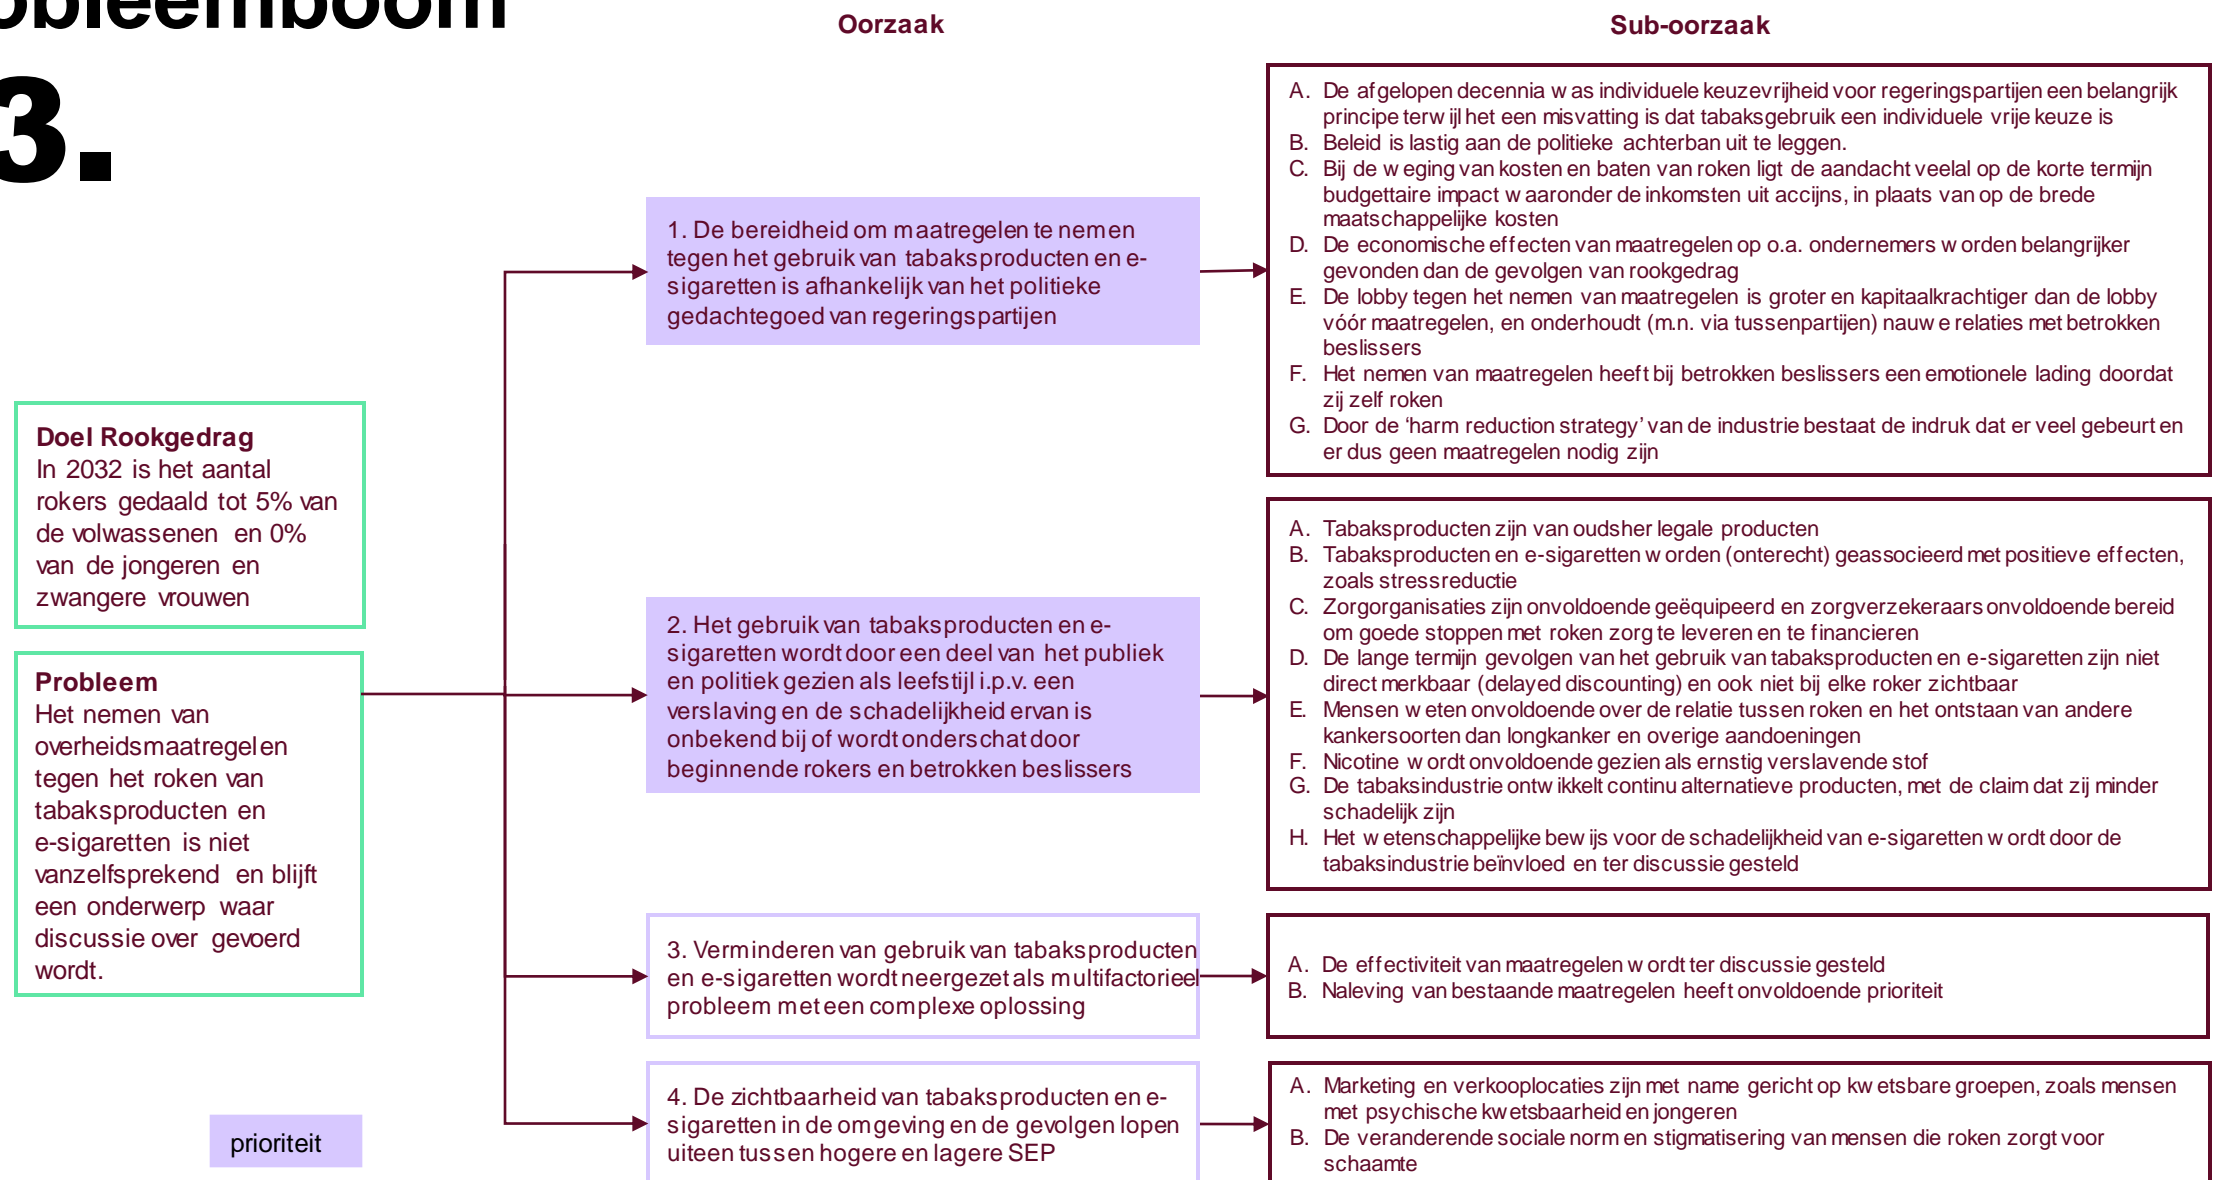 obleemboom
3.
Oorzaak
Sub-oorzaak
Doel Rookgedrag
In 2032 is het aantal
rokers gedaald tot 5% van
de volwassenen en 0%
van de jongeren en
zwangere vrouwen
Probleem
Het nemen van
overheidsmaatregelen
tegen het roken van
tabaksproducten en
e-sigaretten is niet
vanzelfsprekend en blijft
een onderwerp waar
discussie over gevoerd
wordt.
prioriteit
1. De bereidheid om maatregelen te nemen
tegen het gebruik van tabaksproducten en e-
sigaretten is afhankelijk van het politieke
gedachtegoed van regeringspartijen
A. De afgelopen decennia was individuele keuzevrijheid voor regeringspartijen een belangrijk
principe terwijl het een misvatting is dat tabaksgebruik een individuele vrije keuze is
B. Beleid is lastig aan de politieke achterban uit te leggen.
C. Bij de weging van kosten en baten van roken ligt de aandacht veelal op de korte termijn
budgettaire impact waaronder de inkomsten uit accijns, in plaats van op de brede
maatschappelijke kosten
D. De economische effecten van maatregelen op o.a. ondernemers worden belangrijker
gevonden dan de gevolgen van rookgedrag
E. De lobby tegen het nemen van maatregelen is groter en kapitaalkrachtiger dan de lobby
vóór maatregelen, en onderhoudt (m.n. via tussenpartijen) nauwe relaties met betrokken
beslissers
F. Het nemen van maatregelen heeft bij betrokken beslissers een emotionele lading doordat
zij zelf roken
G. Door de ‘harm reduction strategy’ van de industrie bestaat de indruk dat er veel gebeurt en
er dus geen maatregelen nodig zijn
2. Het gebruik van tabaksproducten en e-
sigaretten wordt door een deel van het publiek
en politiek gezien als leefstijl i.p.v. een
verslaving en de schadelijkheid ervan is
onbekend bij of wordt onderschat door
beginnende rokers en betrokken beslissers
A. Tabaksproducten zijn van oudsher legale producten
B. Tabaksproducten en e-sigaretten worden (onterecht) geassocieerd met positieve effecten,
zoals stressreductie
C. Zorgorganisaties zijn onvoldoende geëquipeerd en zorgverzekeraars onvoldoende bereid
om goede stoppen met roken zorg te leveren en te financieren
D. De lange termijn gevolgen van het gebruik van tabaksproducten en e-sigaretten zijn niet
direct merkbaar (delayed discounting) en ook niet bij elke roker zichtbaar
E. Mensen weten onvoldoende over de relatie tussen roken en het ontstaan van andere
kankersoorten dan longkanker en overige aandoeningen
F. Nicotine wordt onvoldoende gezien als ernstig verslavende stof
G. De tabaksindustrie ontwikkelt continu alternatieve producten, met de claim dat zij minder
schadelijk zijn
H. Het wetenschappelijke bewijs voor de schadelijkheid van e-sigaretten wordt door de
tabaksindustrie beïnvloed en ter discussie gesteld
3. Verminderen van gebruik van tabaksproducten
en e-sigaretten wordt neergezet als multifactorieel
probleem met een complexe oplossing
A. De effectiviteit van maatregelen wordt ter discussie gesteld
B. Naleving van bestaande maatregelen heeft onvoldoende prioriteit
4. De zichtbaarheid van tabaksproducten en e-
sigaretten in de omgeving en de gevolgen lopen
uiteen tussen hogere en lagere SEP
A. Marketing en verkooplocaties zijn met name gericht op kwetsbare groepen, zoals mensen
met psychische kwetsbaarheid en jongeren
B. De veranderende sociale norm en stigmatisering van mensen die roken zorgt voor
schaamte